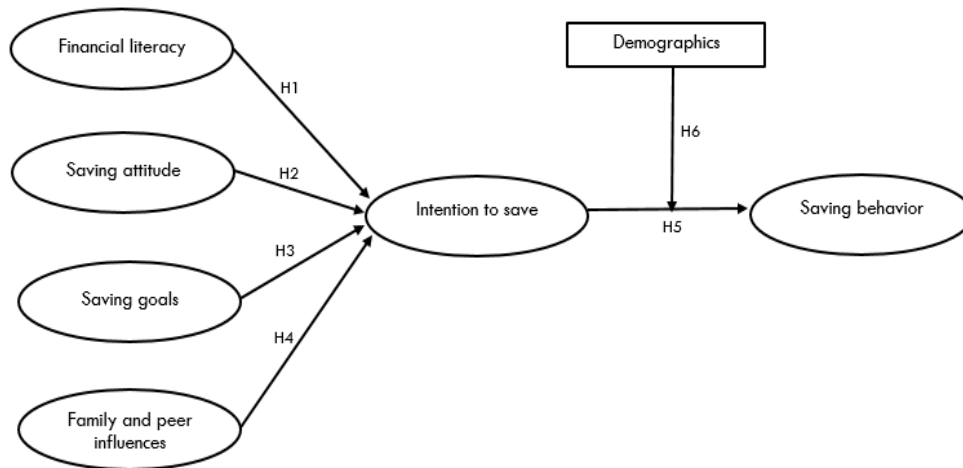 Financial literacy
Demographics
H1
H6
Saving attitude
H2
Intention to save
Saving behavior
H5
H3
Saving goals
H4
Family and peer
influences